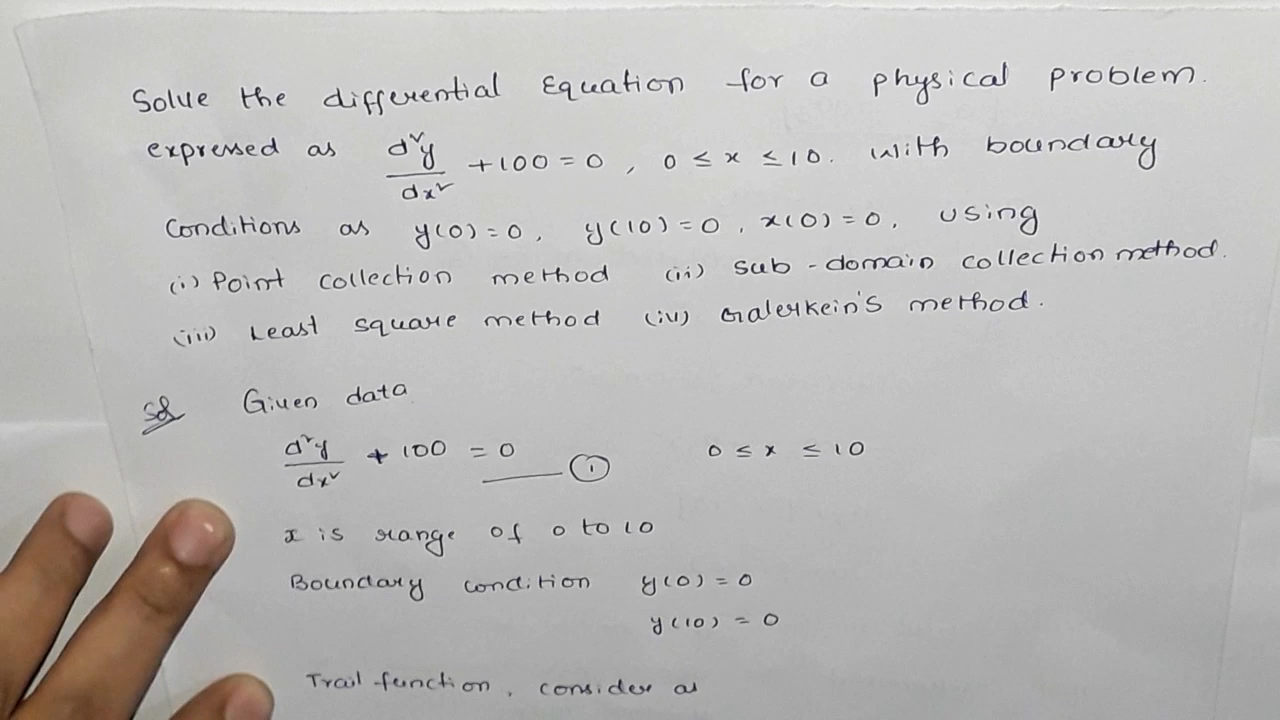 Solve the differential Equation for a physical problem.
expressed as d²y/dx² +100=0, 0 ≤ x ≤ 10. With boundary
Conditions as y(0)=0, y(10)=0, x(0)=0, using
(i) Point collection method (ii) sub-domain collection method.
(iii) Least square method (iv) Galerkein's method.
Sol Given data
d²y/dx² + 100 = 0 ——— ① 0 ≤ x ≤ 10
x is range of 0 to 10
Boundary condition y(0)=0
y(10)=0
Trail function, consider as